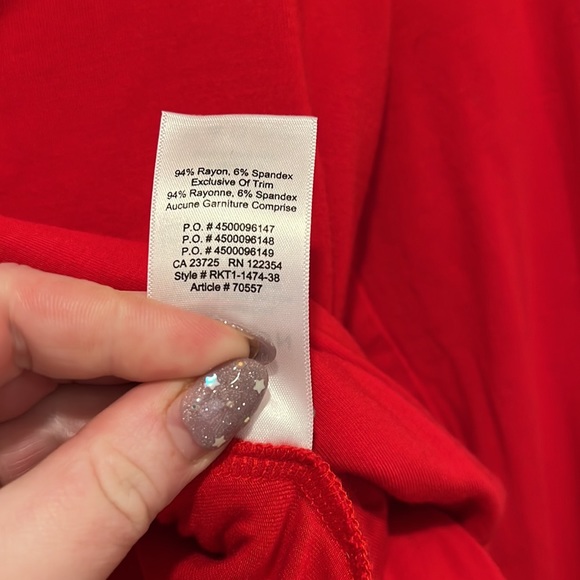 94% Rayon, 6% Spandex
Exclusive Of Trim
94% Rayonne, 6% Spandex
Aucune Garniture Comprise
P.O. # 4500096147
P.O. # 4500096148
P.O. # 4500096149
CA 23725 RN 122354
Style # RKT1-1474-38
Article # 70557